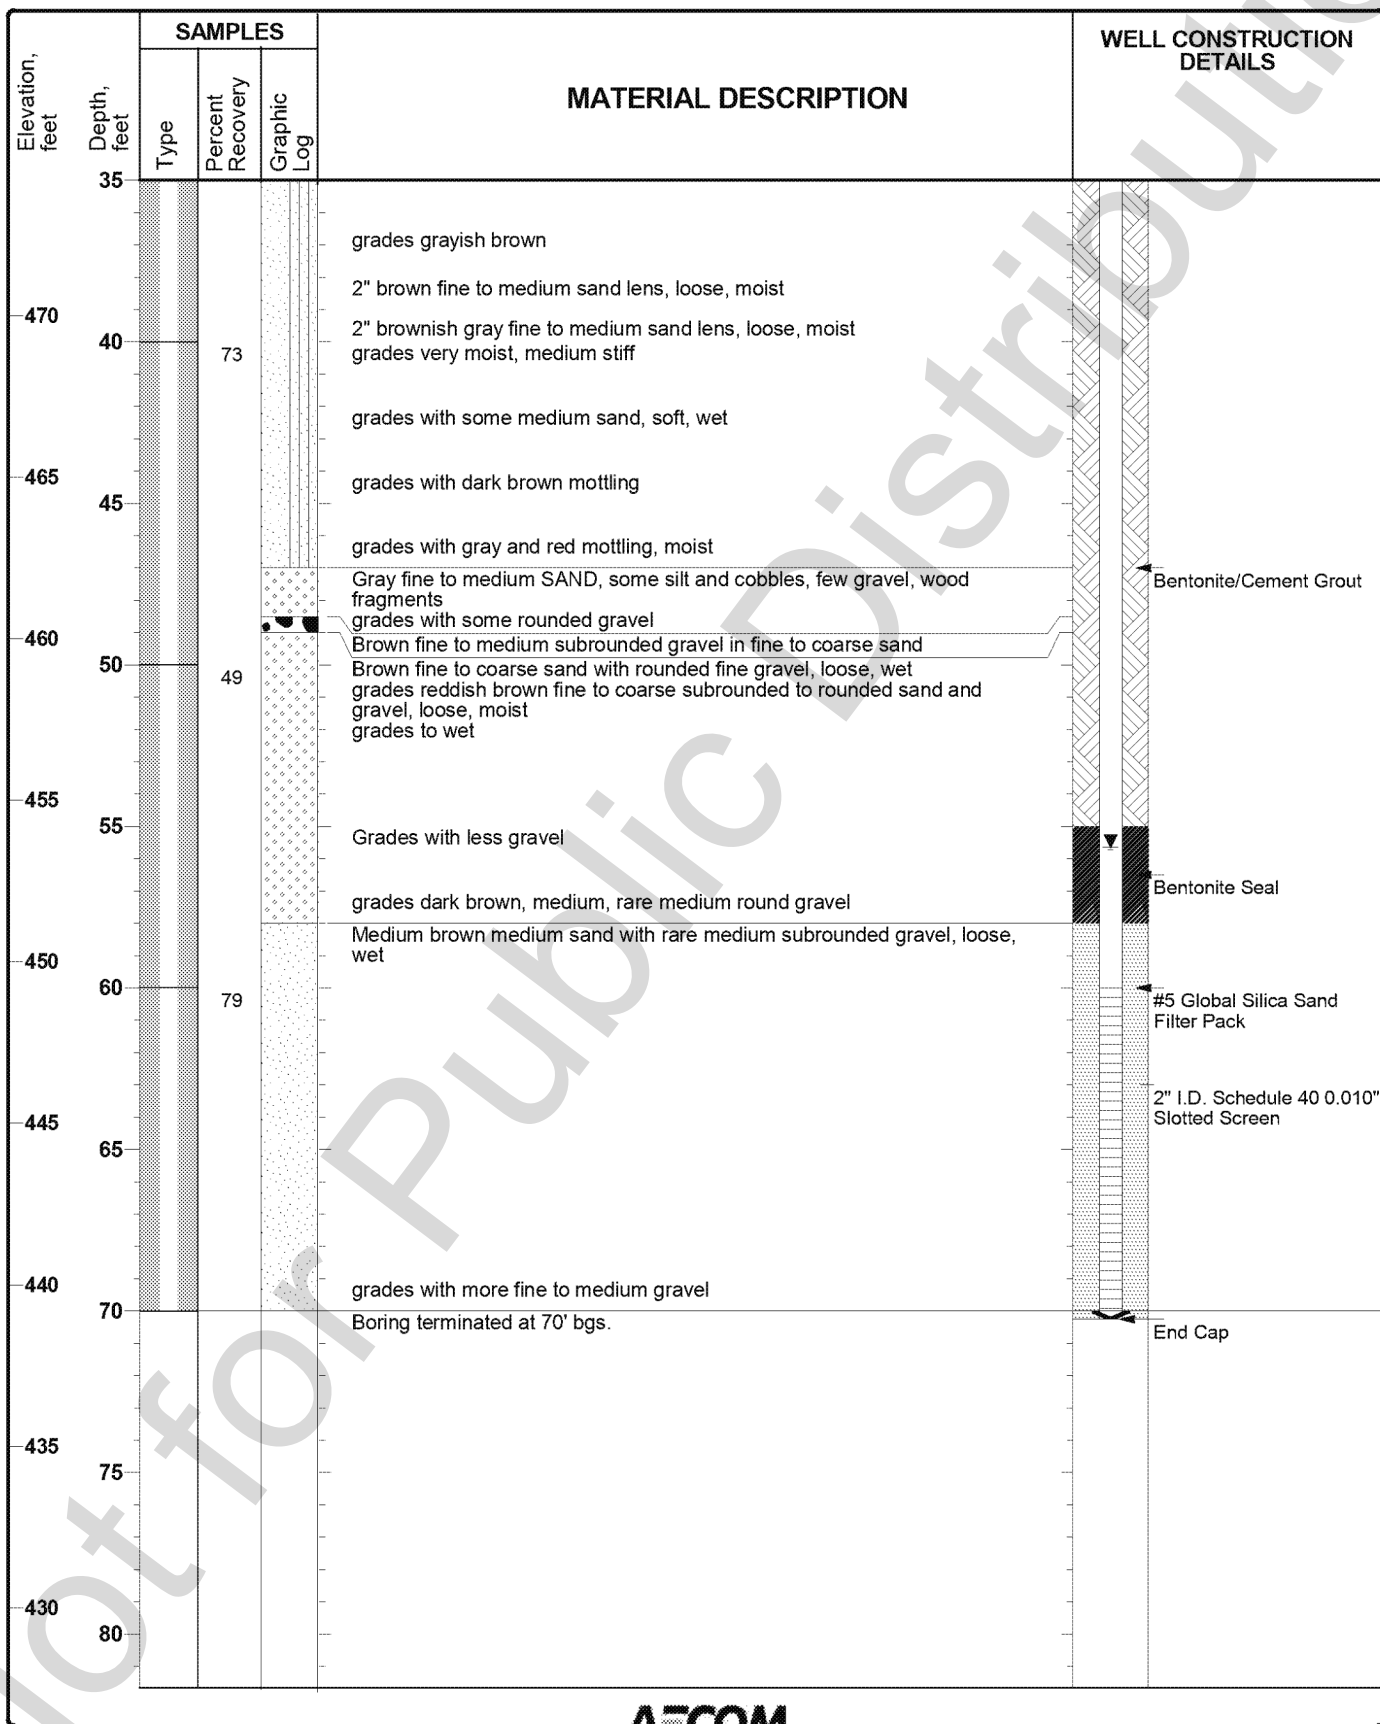 SAMPLES
WELL CONSTRUCTION
DETAILS
MATERIAL DESCRIPTION
Elevation,
feet
Depth,
feet
Type
Percent
Recovery
Graphic
Log
35
grades grayish brown
2" brown fine to medium sand lens, loose, moist
470
2" brownish gray fine to medium sand lens, loose, moist
40
73
grades very moist, medium stiff
grades with some medium sand, soft, wet
465
grades with dark brown mottling
45
grades with gray and red mottling, moist
Gray fine to medium SAND, some silt and cobbles, few gravel, wood
fragments
Bentonite/Cement Grout
grades with some rounded gravel
460
Brown fine to medium subrounded gravel in fine to coarse sand
50
Brown fine to coarse sand with rounded fine gravel, loose, wet
49
grades reddish brown fine to coarse subrounded to rounded sand and
gravel, loose, moist
grades to wet
455
55
Grades with less gravel
Bentonite Seal
grades dark brown, medium, rare medium round gravel
Medium brown medium sand with rare medium subrounded gravel, loose,
wet
450
60
79
#5 Global Silica Sand
Filter Pack
2" I.D. Schedule 40 0.010"
Slotted Screen
445
65
440
grades with more fine to medium gravel
70
Boring terminated at 70' bgs.
End Cap
435
75
430
80
AECOM
Not for Public Distribution